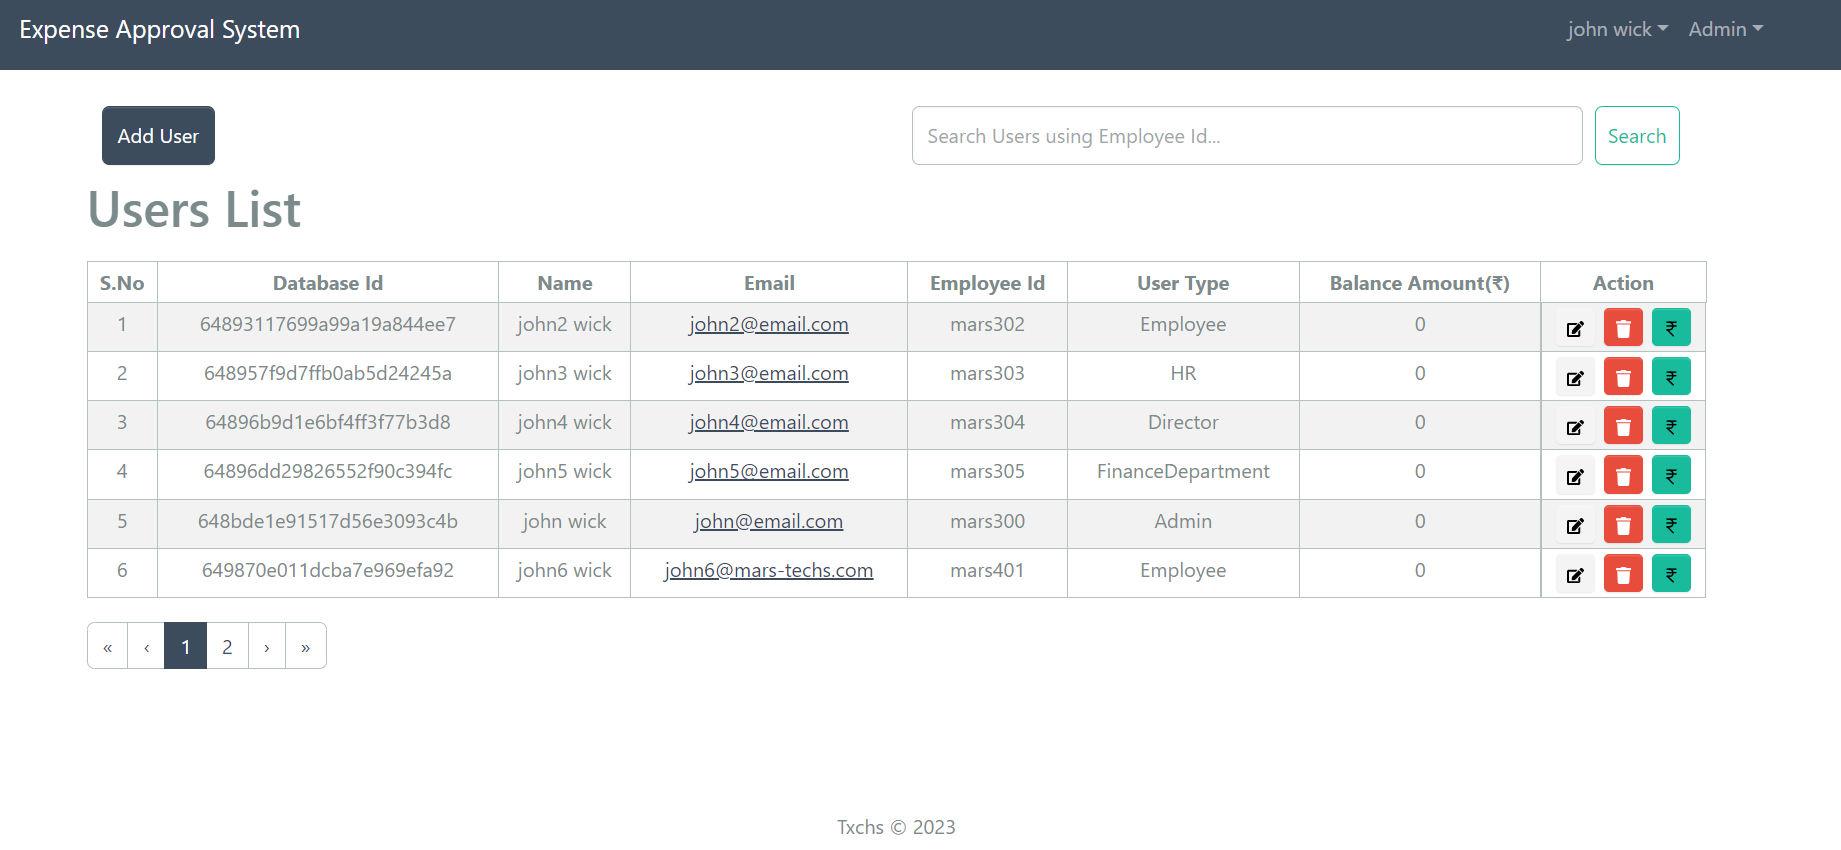 Expense Approval System john wick Admin
Add User Search Users using Employee Id... Search
Users List
S.No Database Id Name Email Employee Id User Type Balance Amount(₹) Action
1 64893117699a99a19a844ee7 john2 wick john2@email.com mars302 Employee 0 ₹
2 648957f9d7ffb0ab5d24245a john3 wick john3@email.com mars303 HR 0 ₹
3 64896b9d1e6bf4ff3f77b3d8 john4 wick john4@email.com mars304 Director 0 ₹
4 64896dd29826552f90c394fc john5 wick john5@email.com mars305 FinanceDepartment 0 ₹
5 648bde1e91517d56e3093c4b john wick john@email.com mars300 Admin 0 ₹
6 649870e011dcba7e969efa92 john6 wick john6@mars-techs.com mars401 Employee 0 ₹
« ‹ 1 2 › »
Txchs © 2023